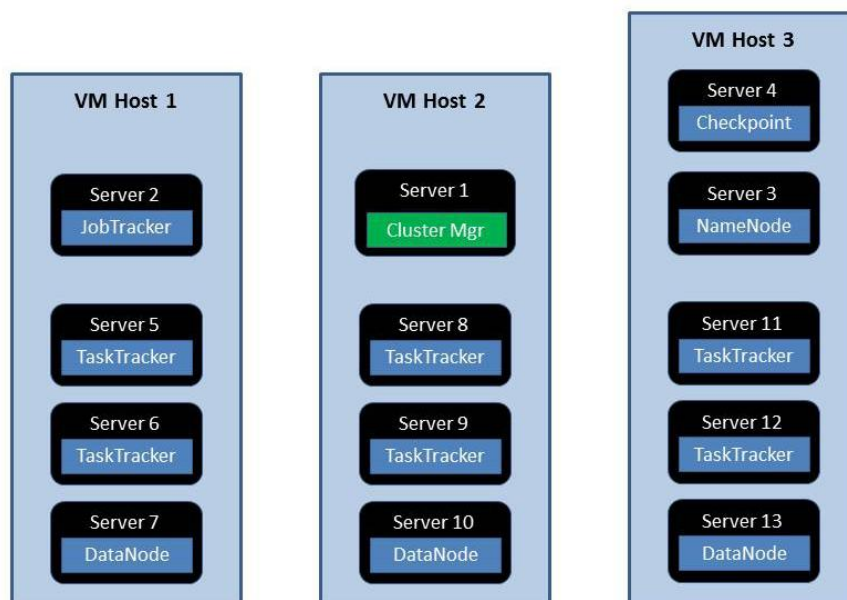 VM Host 1
Server 2
JobTracker
Server 5
TaskTracker
Server 6
TaskTracker
Server 7
DataNode
VM Host 2
Server 1
Cluster Mgr
Server 8
TaskTracker
Server 9
TaskTracker
Server 10
DataNode
VM Host 3
Server 4
Checkpoint
Server 3
NameNode
Server 11
TaskTracker
Server 12
TaskTracker
Server 13
DataNode